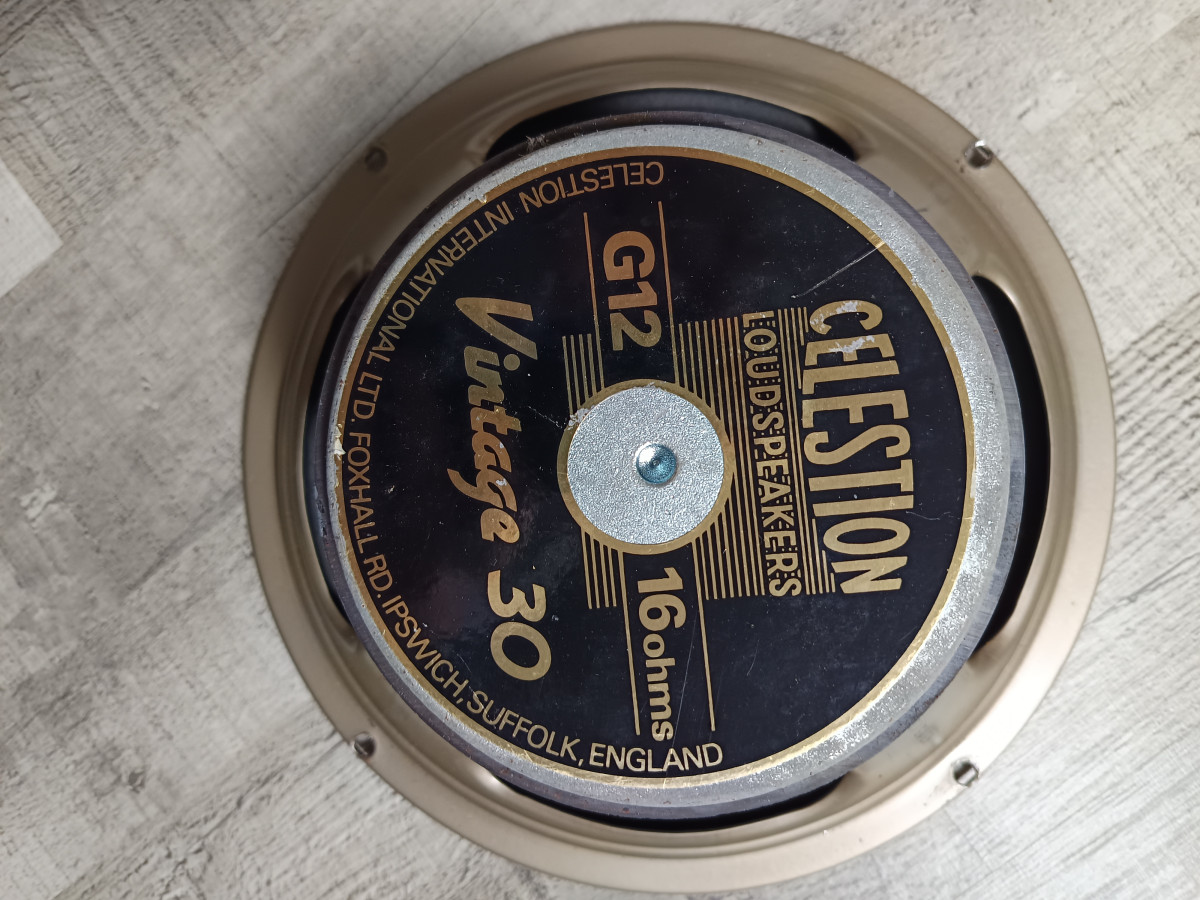 CELESTION
LOUDSPEAKERS
G12
16ohms
Vintage 30
CELESTION INTERNATIONAL LTD. FOXHALL RD. IPSWICH, SUFFOLK, ENGLAND